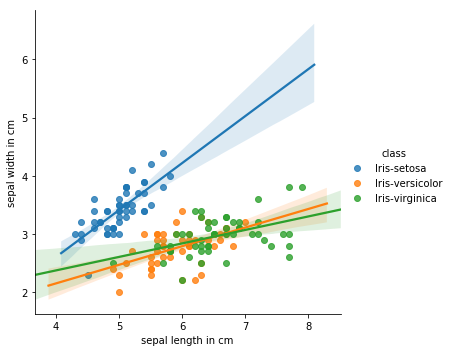 6
5
4
3
2
sepal width in cm
4
5
6
7
8
sepal length in cm
class
Iris-setosa
Iris-versicolor
Iris-virginica